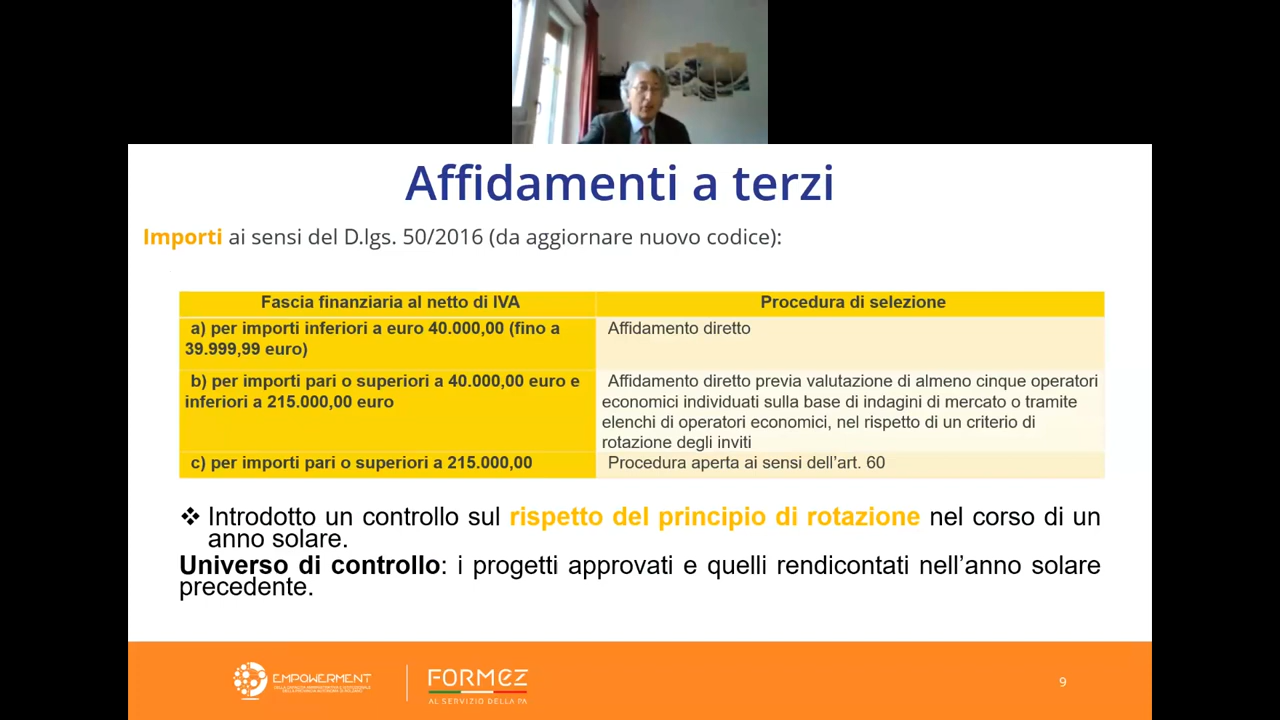 Affidamenti a terzi
Importi ai sensi del D.lgs. 50/2016 (da aggiornare nuovo codice):
Fascia finanziaria al netto di IVA
Procedura di selezione
a) per importi inferiori a euro 40.000,00 (fino a
39.999,99 euro)
Affidamento diretto
b) per importi pari o superiori a 40.000,00 euro e
inferiori a 215.000,00 euro
Affidamento diretto previa valutazione di almeno cinque operatori
economici individuati sulla base di indagini di mercato o tramite
elenchi di operatori economici, nel rispetto di un criterio di
rotazione degli inviti
c) per importi pari o superiori a 215.000,00
Procedura aperta ai sensi dell'art. 60
❖ Introdotto un controllo sul rispetto del principio di rotazione nel corso di un
anno solare.
Universo di controllo: i progetti approvati e quelli rendicontati nell'anno solare
precedente.
EMPOWERMENT
FORMEZ
AL SERVIZIO DELLA PA
9